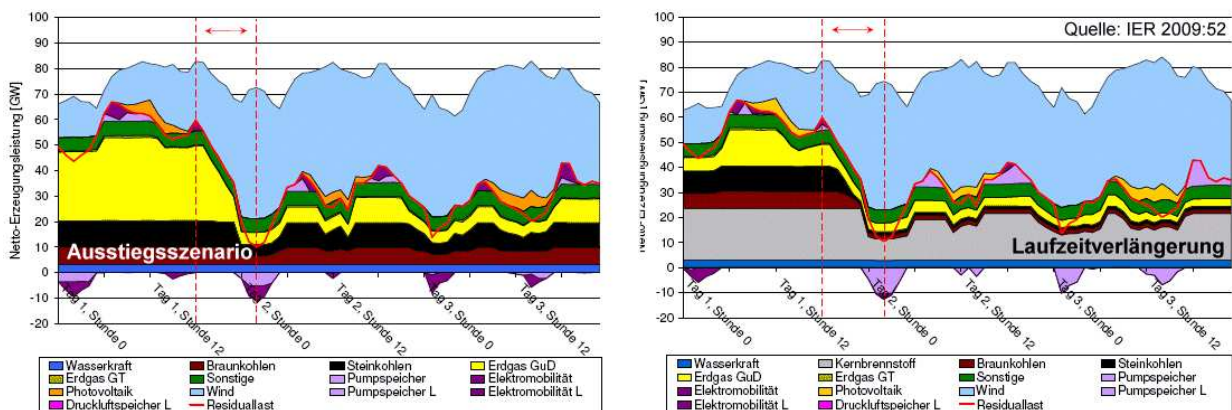 100
90
80
70
60
50
40
30
20
10
0
-10
-20
Netto-Erzeugungsleistung [GW]
Ausstiegsszenario
Tag 1, Stunde 0
Tag 1, Stunde 12
Tag 2, Stunde 0
Tag 2, Stunde 12
Tag 3, Stunde 0
Tag 3, Stunde 12
Wasserkraft Braunkohlen Steinkohlen Erdgas GuD
Erdgas GT Sonstige Pumpspeicher Elektromobilität
Photovoltaik Wind Pumpspeicher L Elektromobilität L
Druckluftspeicher L Residuallast
Quelle: IER 2009:52
100
90
80
70
60
50
40
30
20
10
0
-10
-20
Netto-Erzeugungsleistung [GW]
Laufzeitverlängerung
Tag 1, Stunde 0
Tag 1, Stunde 12
Tag 2, Stunde 0
Tag 2, Stunde 12
Tag 3, Stunde 0
Tag 3, Stunde 12
Wasserkraft Kernbrennstoff Braunkohlen Steinkohlen
Erdgas GuD Erdgas GT Sonstige Pumpspeicher
Elektromobilität Photovoltaik Wind Pumpspeicher L
Elektromobilität L Druckluftspeicher L Residuallast